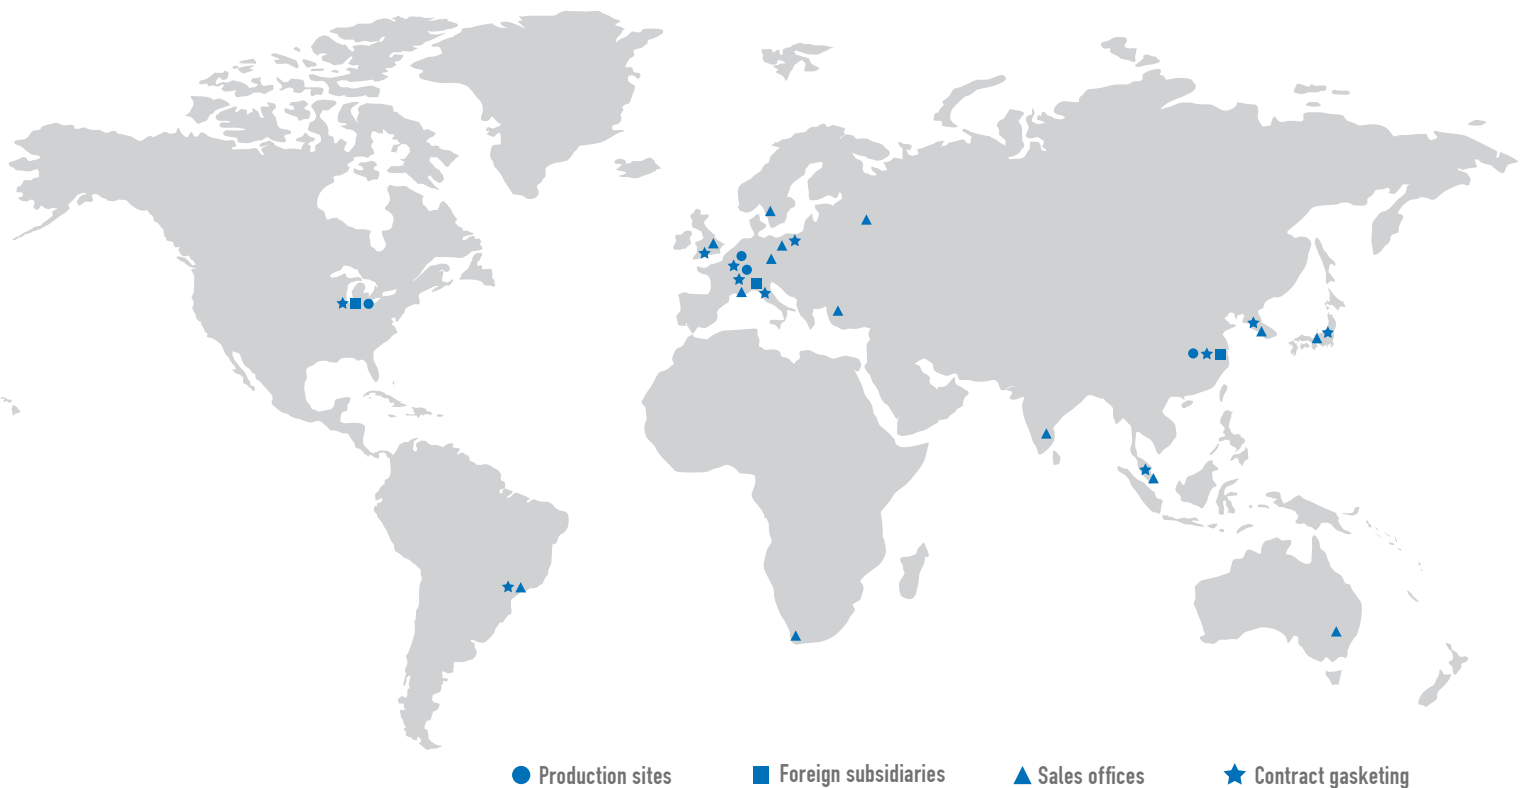 Production sites
Foreign subsidiaries
Sales offices
Contract gasketing